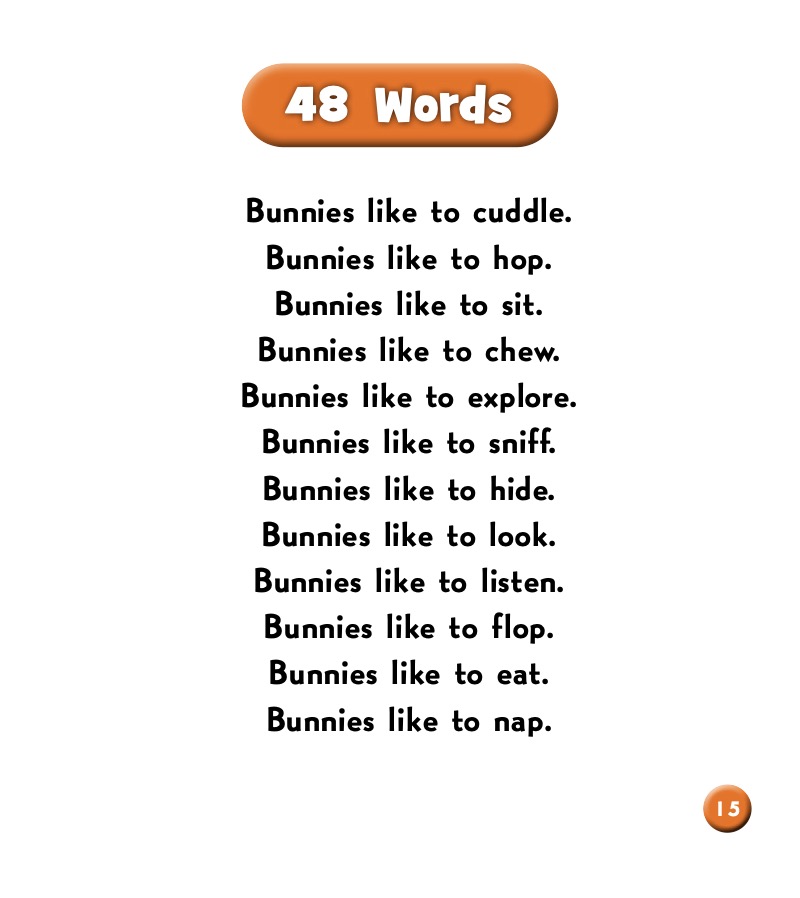 48 Words
Bunnies like to cuddle.
Bunnies like to hop.
Bunnies like to sit.
Bunnies like to chew.
Bunnies like to explore.
Bunnies like to sniff.
Bunnies like to hide.
Bunnies like to look.
Bunnies like to listen.
Bunnies like to flop.
Bunnies like to eat.
Bunnies like to nap.
15